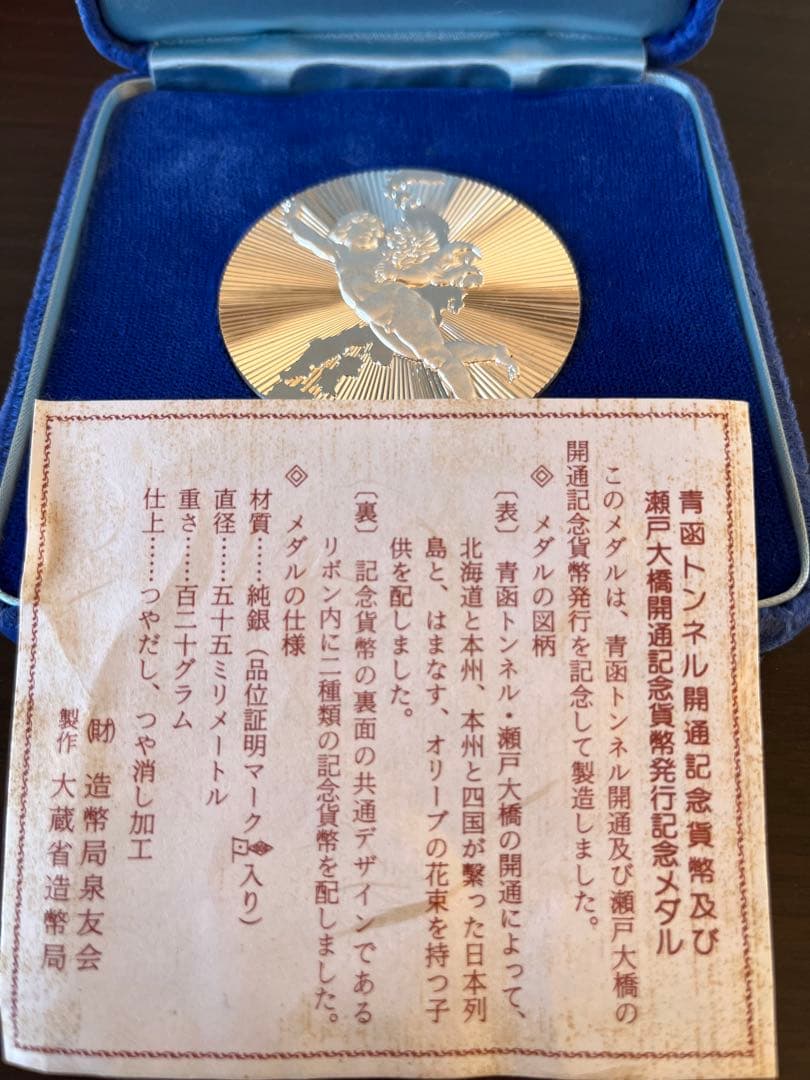 青函トンネル開通記念貨幣及び
瀬戸大橋開通記念貨幣発行記念メダル
このメダルは、青函トンネル開通及び瀬戸大橋の
開通記念貨幣発行を記念して製造しました。
◎ メダルの図柄
〔表〕 青函トンネル・瀬戸大橋の開通によって、
北海道と本州、本州と四国が繋った日本列
島と、はまなす、オリーブの花束を持つ子
供を配しました。
〔裏〕 記念貨幣の裏面の共通デザインである
リボン内に二種類の記念貨幣を配しました。
◎ メダルの仕様
材質……純銀(品位証明マーク入り)
直径……五十五ミリメートル
重さ……百二十グラム
仕上……つやだし、つや消し加工
(財) 造幣局泉友会
製作 大蔵省造幣局